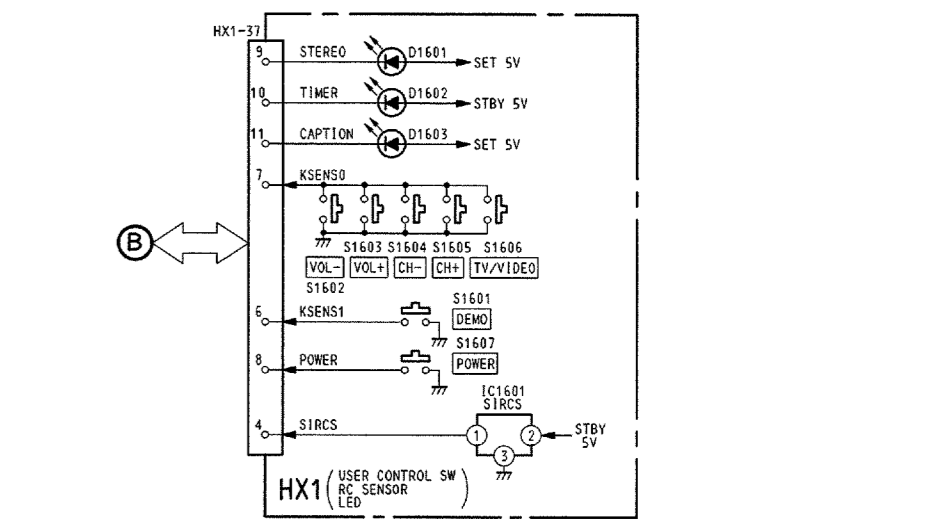 HX1-37
9 STEREO D1601 SET 5V
10 TIMER D1602 STBY 5V
11 CAPTION D1603 SET 5V
7 KSENS0
B
S1603 S1604 S1605 S1606
VOL- VOL+ CH- CH+ TV/VIDEO
S1602
6 KSENS1 S1601
DEMO
8 POWER S1607
POWER
IC1601
SIRCS
4 SIRCS 1 2 STBY
5V
3
HX1 ( USER CONTROL SW
RC SENSOR
LED )